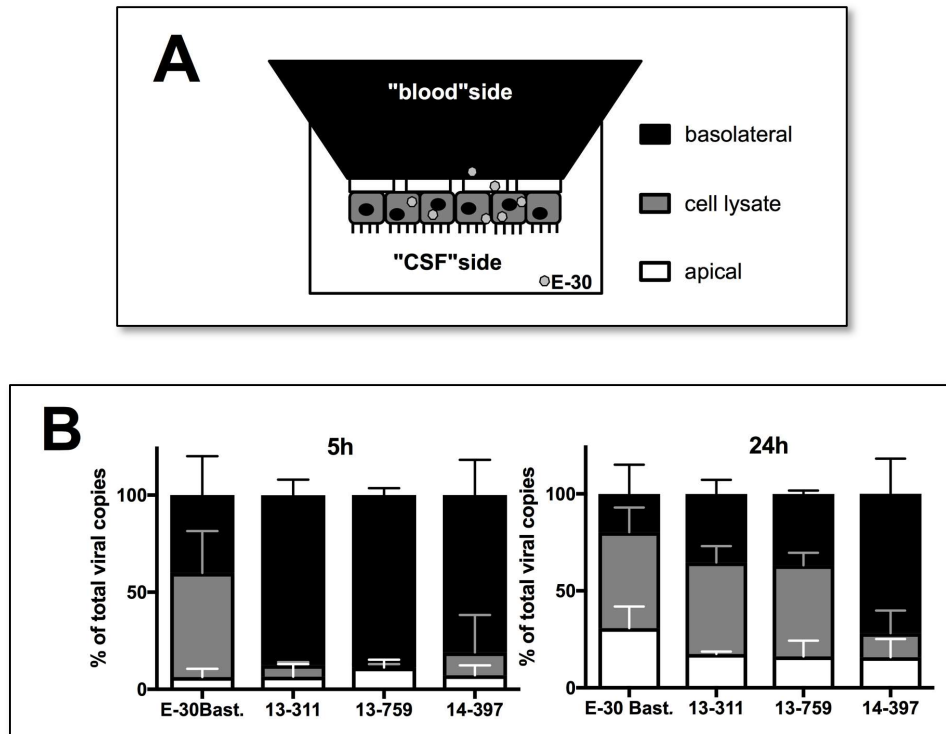 A
"blood"side
"CSF"side
E-30
basolateral
cell lysate
apical
B
5h
% of total viral copies
100
50
0
E-30Bast.
13-311
13-759
14-397
24h
% of total viral copies
100
50
0
E-30 Bast.
13-311
13-759
14-397